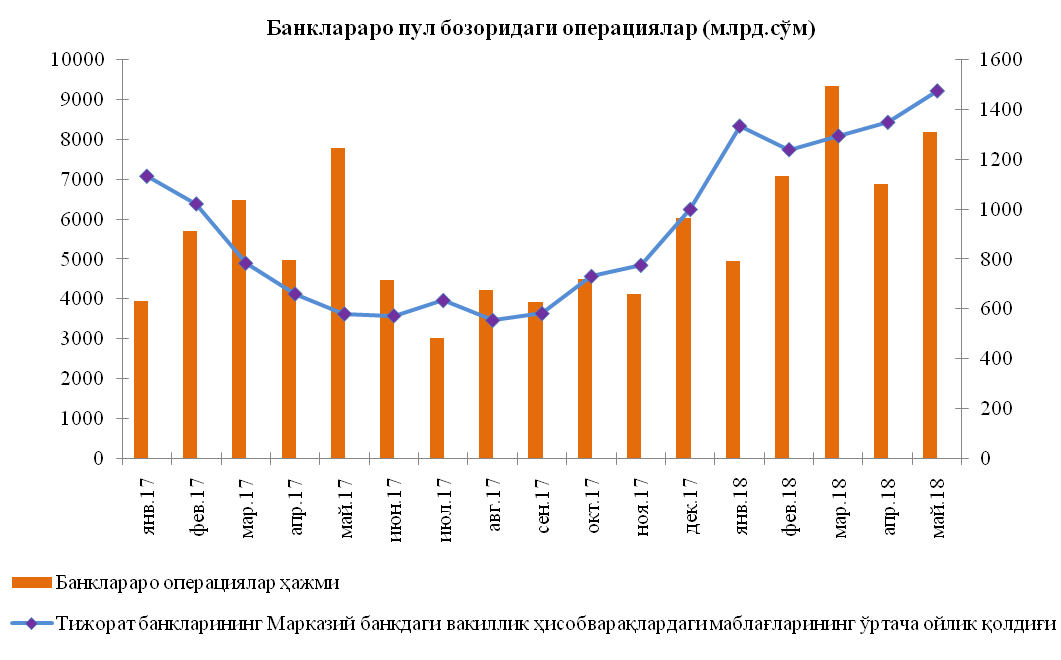 Банклараро пул бозоридаги операциялар (млрд.сўм)
10000
9000
8000
7000
6000
5000
4000
3000
2000
1000
0
1600
1400
1200
1000
800
600
400
200
0
янв.17
фев.17
мар.17
апр.17
май.17
июн.17
июл.17
авг.17
сен.17
окт.17
ноя.17
дек.17
янв.18
фев.18
мар.18
апр.18
май.18
Банклараро операциялар ҳажми
Тижорат банкларининг Марказий банкдаги вакиллик ҳисобварақлардаги маблағларининг ўртача ойлик қолдиғи